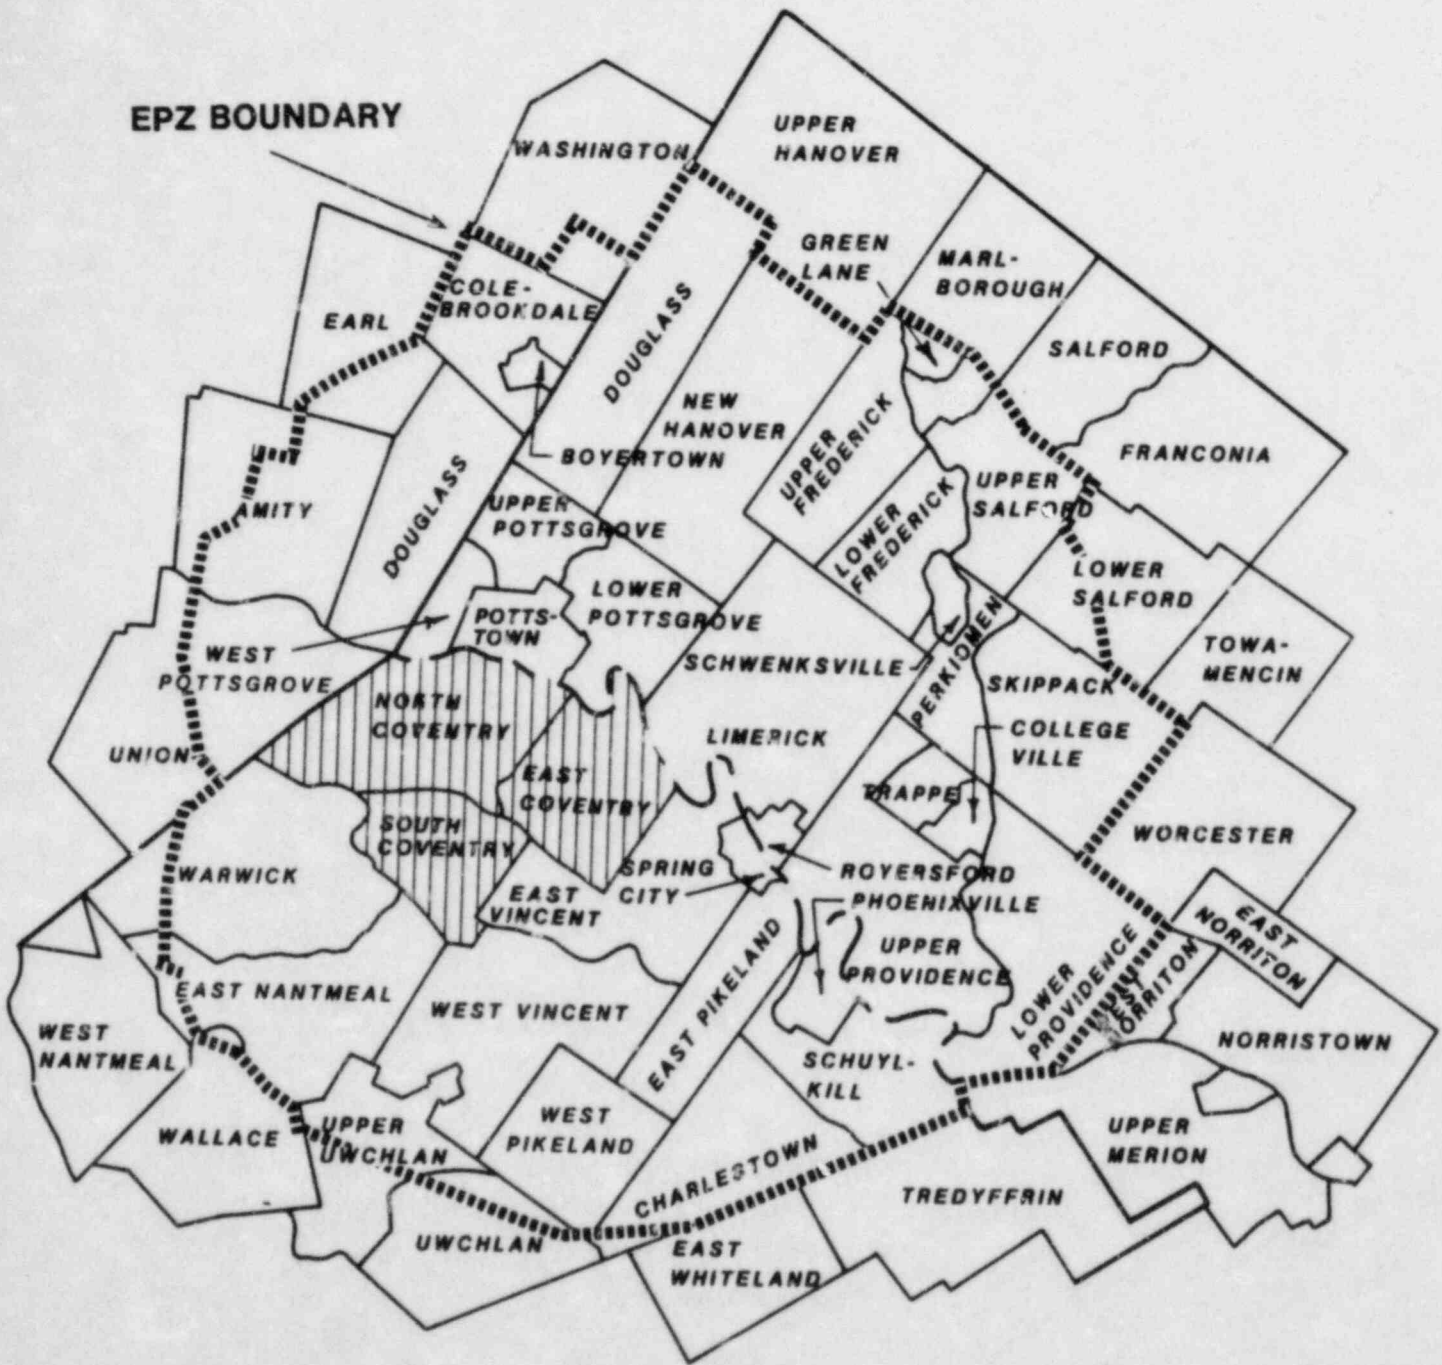 EPZ BOUNDARY
UPPER
HANOVER
WASHINGTON
GREEN
LANE
MARL-
BOROUGH
COLE-
BROOKDALE
EARL
SALFORD
DOUGLASS
NEW
HANOVER
UPPER
FREDERICK
FRANCONIA
BOYERTOWN
AMITY
DOUGLASS
UPPER
POTTSGROVE
LOWER
FREDERICK
UPPER
SALFORD
LOWER
SALFORD
LOWER
POTTSGROVE
POTTS-
TOWN
WEST
POTTSGROVE
SCHWENKSVILLE
PERKIOMEN
SKIPPACK
TOWA-
MENCIN
NORTH
COVENTRY
UNION
LIMERICK
COLLEGE
VILLE
EAST
COVENTRY
TRAPPE
SOUTH
COVENTRY
WORCESTER
WARWICK
SPRING
CITY
ROYERSFORD
PHOENIXVILLE
EAST
VINCENT
EAST
NORRITON
UPPER
PROVIDENCE
LOWER
PROVIDENCE
WEST
NORRITON
EAST NANTMEAL
WEST VINCENT
EAST PIKELAND
WEST
NANTMEAL
NORRISTOWN
SCHUYL-
KILL
WALLACE
UPPER
UWCHLAN
WEST
PIKELAND
UPPER
MERION
CHARLESTOWN
TREDYFFRIN
UWCHLAN
EAST
WHITELAND